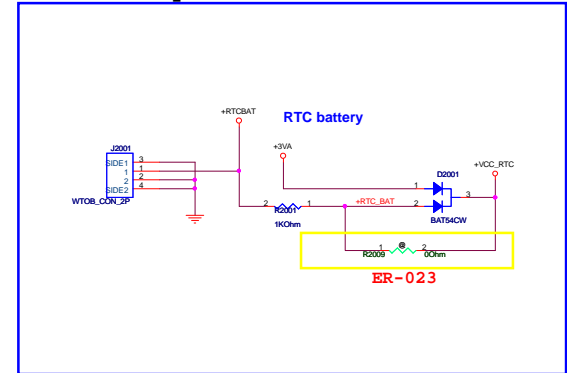 +RTCBAT
RTC battery
+3VA
J2001
SIDE1 3
1 1
2 2
SIDE2 4
WTOB_CON_2P
D2001
+VCC_RTC
1
3
2 R2001 1
1KOhm
+RTC_BAT 2
BAT54CW
1 @ 2
R2009 0Ohm
ER-023